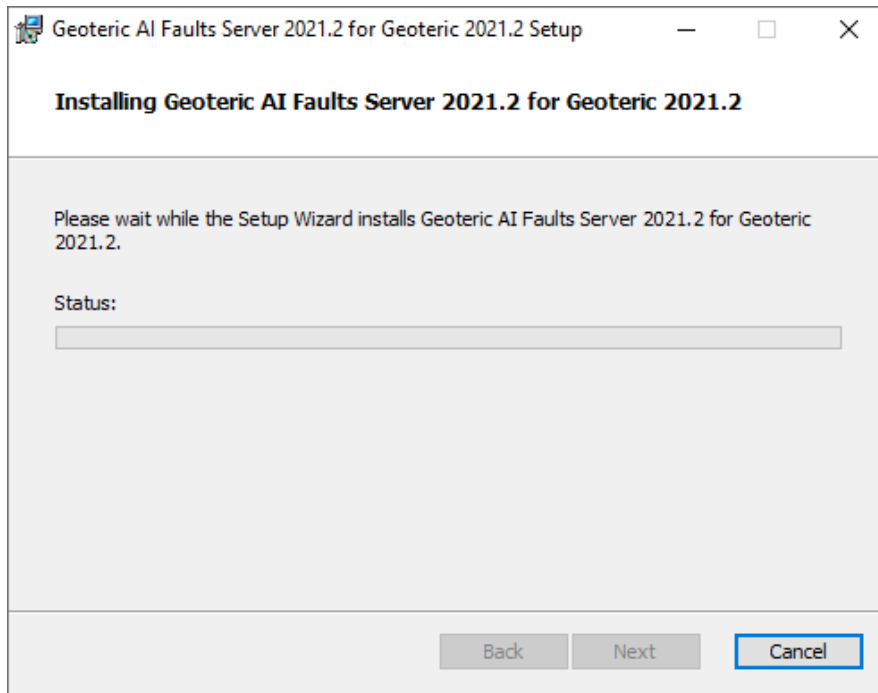 Geoteric AI Faults Server 2021.2 for Geoteric 2021.2 Setup
Installing Geoteric AI Faults Server 2021.2 for Geoteric 2021.2
Please wait while the Setup Wizard installs Geoteric AI Faults Server 2021.2 for Geoteric
2021.2.
Status:
Back Next Cancel